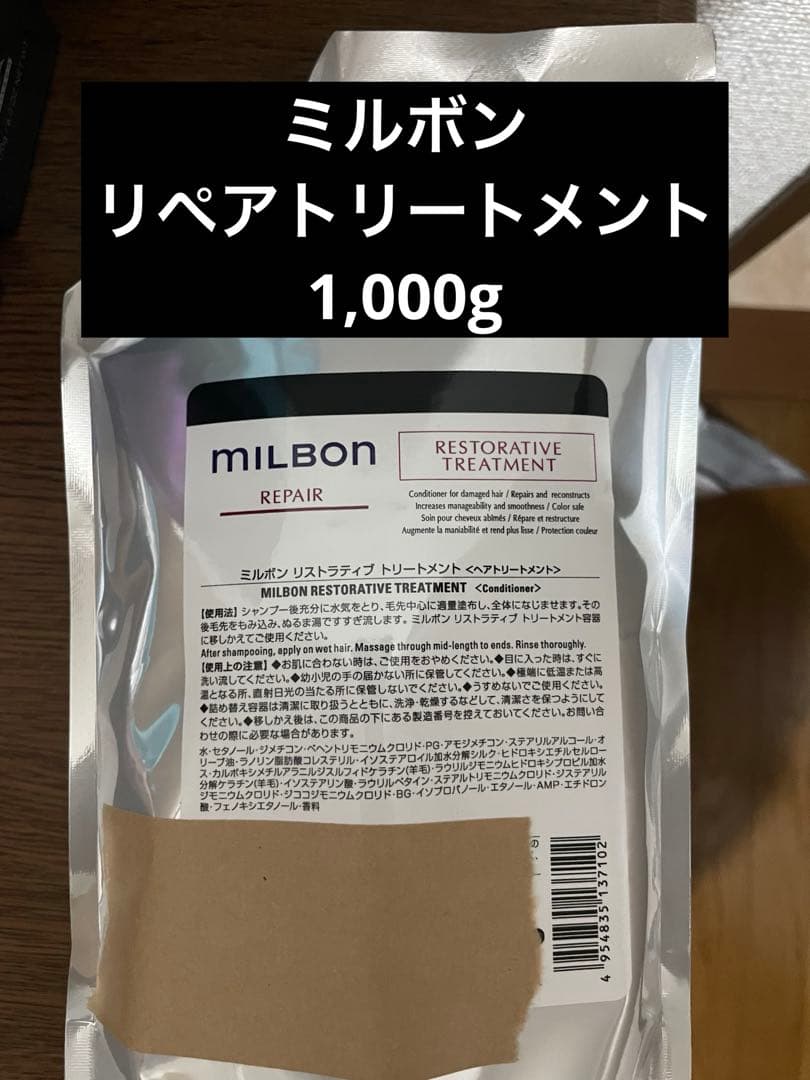 ミルボン
リペアトリートメント
1,000g
MILBON
REPAIR
RESTORATIVE
TREATMENT
Conditioner for damaged hair / Repairs and reconstructs
Increases manageability and smoothness / Color safe
Soin pour cheveux abîmés / Répare et restructure
Augmente la maniabilité et rend plus lisse / Protection couleur
ミルボン リストラティブ トリートメント <ヘアトリートメント>
MILBON RESTORATIVE TREATMENT <Conditioner>
【使用法】シャンプー後充分に水気をとり、毛先中心に適量塗布し、全体になじませます。その
後毛先をもみ込み、ぬるま湯ですすぎ流します。ミルボン リストラティブ トリートメント容器
に移しかえてご使用ください。
After shampooing, apply on wet hair. Massage through mid-length to ends. Rinse thoroughly.
【使用上の注意】◆お肌に合わない時は、ご使用をおやめください。◆目に入った時は、すぐに
洗い流してください。◆幼小児の手の届かない所に保管してください。◆極端に低温または高
温となる所、直射日光の当たる所に保管しないでください。◆うすめないでご使用ください。
◆詰め替え容器は清潔に取り扱うとともに、洗浄・乾燥するなどして、清潔さを保つようにして
ください。◆移しかえ後は、この商品の下にある製造番号を控えておいてください。お問い合
わせの際に必要な場合があります。
水・セタノール・ジメチコン・ベヘントリモニウムクロリド・PG・アモジメチコン・ステアリルアルコール・オ
リーブ油・ラノリン脂肪酸コレステリル・イソステアロイル加水分解シルク・ヒドロキシエチルセルロー
ス・カルボキシメチルアラニルジスルフィドケラチン(羊毛)・ラウリルジモニウムヒドロキシプロピル加水
分解ケラチン(羊毛)・イソステアリン酸・ラウリルベタイン・ステアルトリモニウムクロリド・ジステアリル
ジモニウムクロリド・ジココジモニウムクロリド・BG・イソプロパノール・エタノール・AMP・エチドロン
酸・フェノキシエタノール・香料
の
4 954835 137102